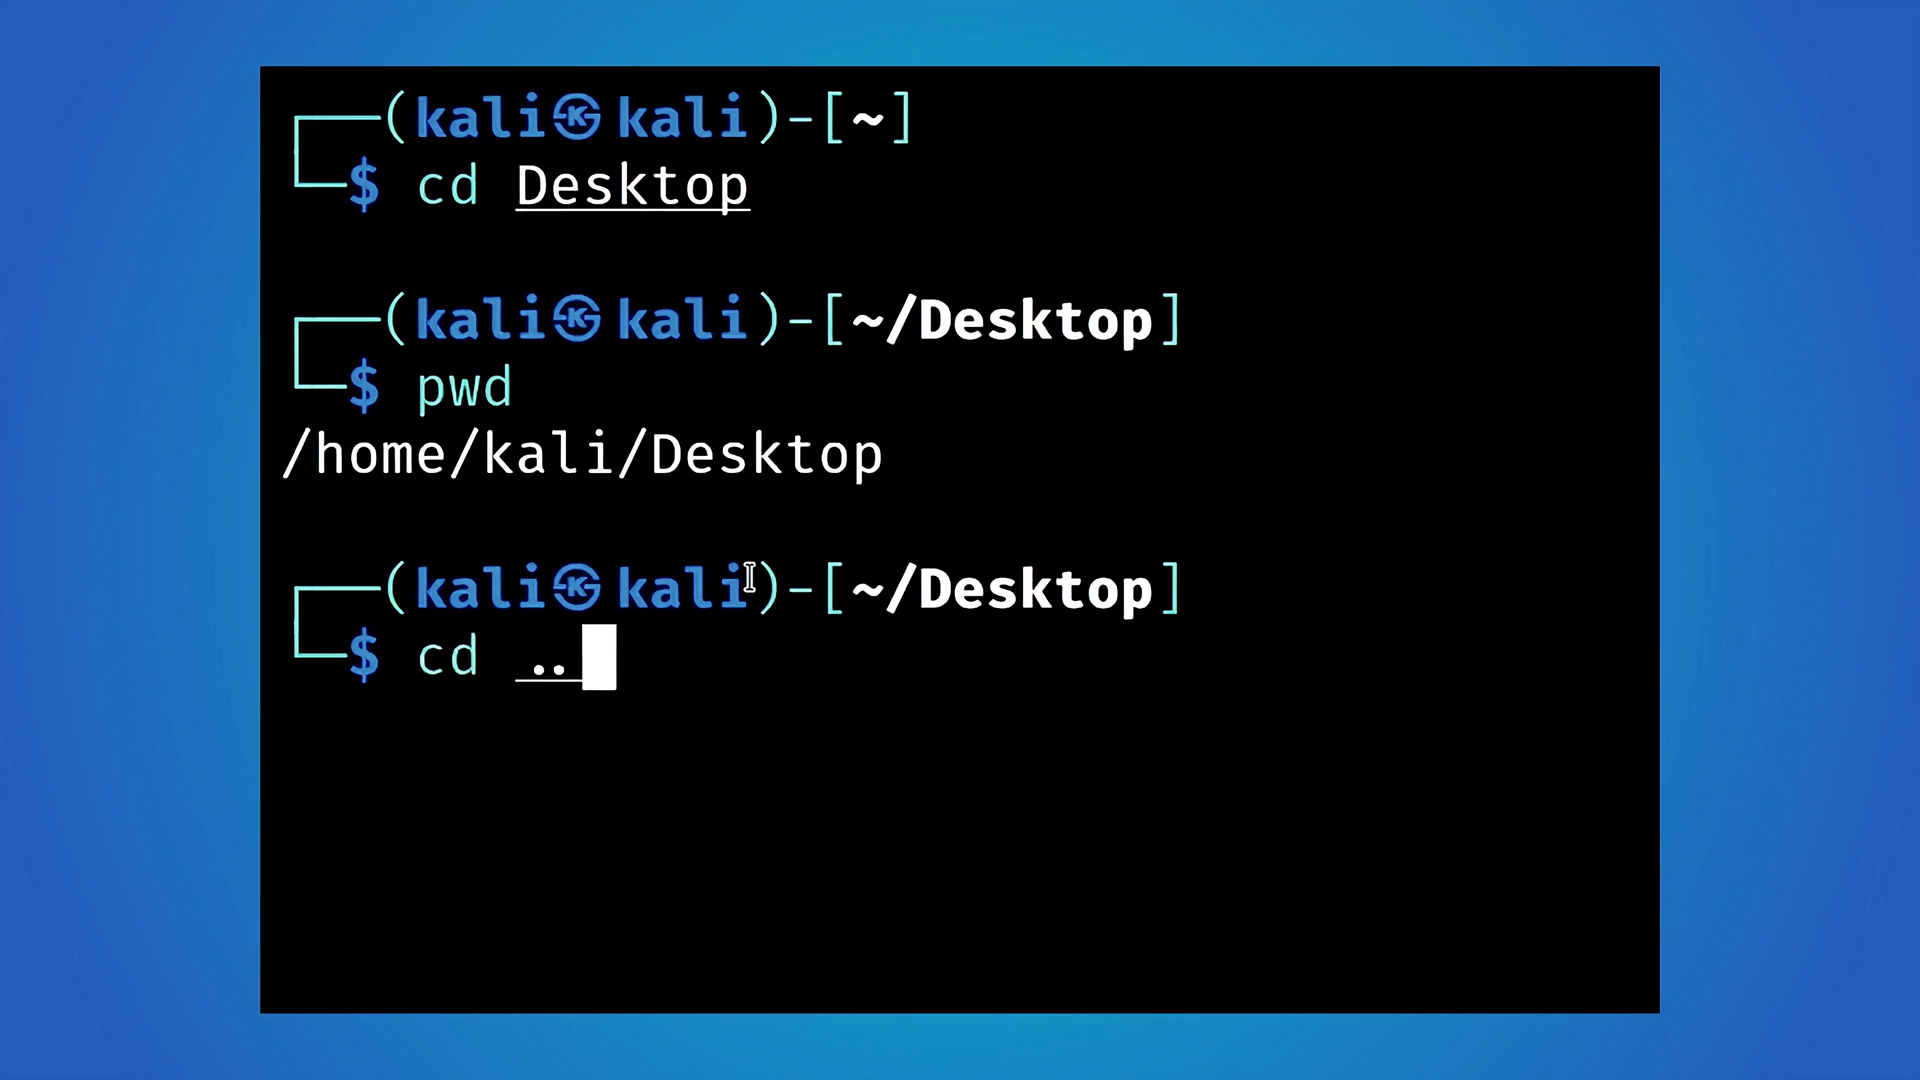 ┌──(kali㉿kali)-[~]
└─$ cd Desktop
┌──(kali㉿kali)-[~/Desktop]
└─$ pwd
/home/kali/Desktop
┌──(kali㉿kali)-[~/Desktop]
└─$ cd ..